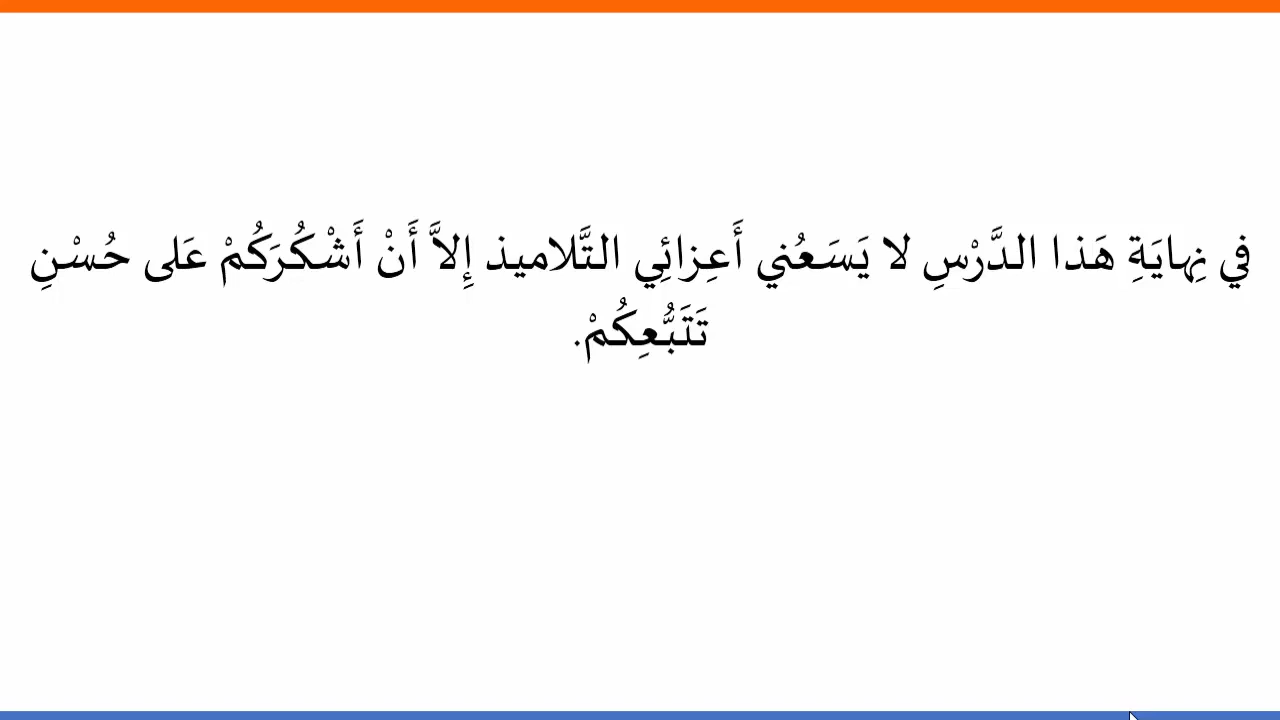 في نِهايَةِ هَذا الدَّرْسِ لا يَسَعُني أَعِزائِي التَّلاميذ إِلاَّ أَنْ أَشْكُرَكُمْ عَلى حُسْنِ
تَتَبُّعِكُمْ.